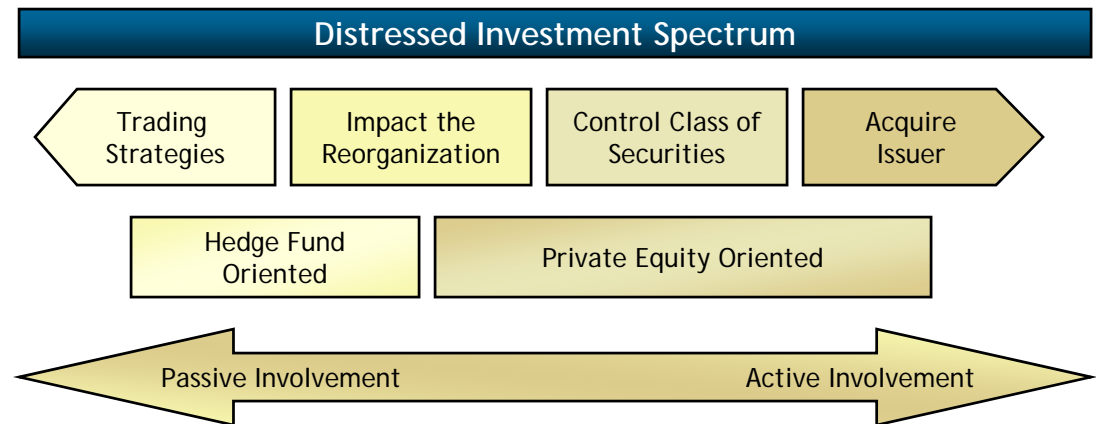 Distressed Investment Spectrum
Trading
Strategies
Impact the
Reorganization
Control Class of
Securities
Acquire
Issuer
Hedge Fund
Oriented
Private Equity Oriented
Passive Involvement
Active Involvement